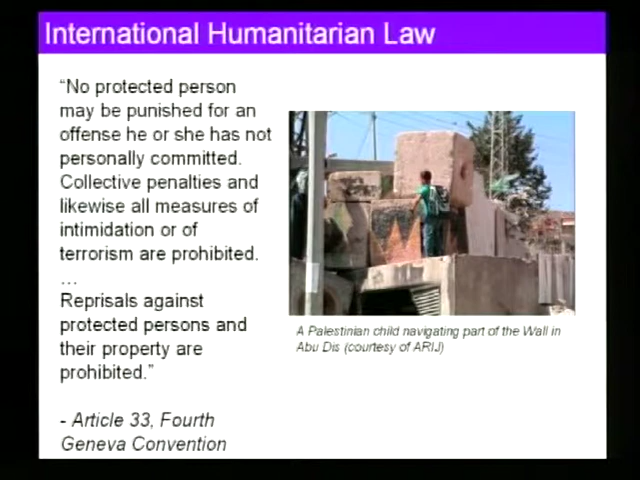 International Humanitarian Law
“No protected person
may be punished for an
offense he or she has not
personally committed.
Collective penalties and
likewise all measures of
intimidation or of
terrorism are prohibited.
…
Reprisals against
protected persons and
their property are
prohibited.”
- Article 33, Fourth
Geneva Convention
A Palestinian child navigating part of the Wall in
Abu Dis (courtesy of ARIJ)